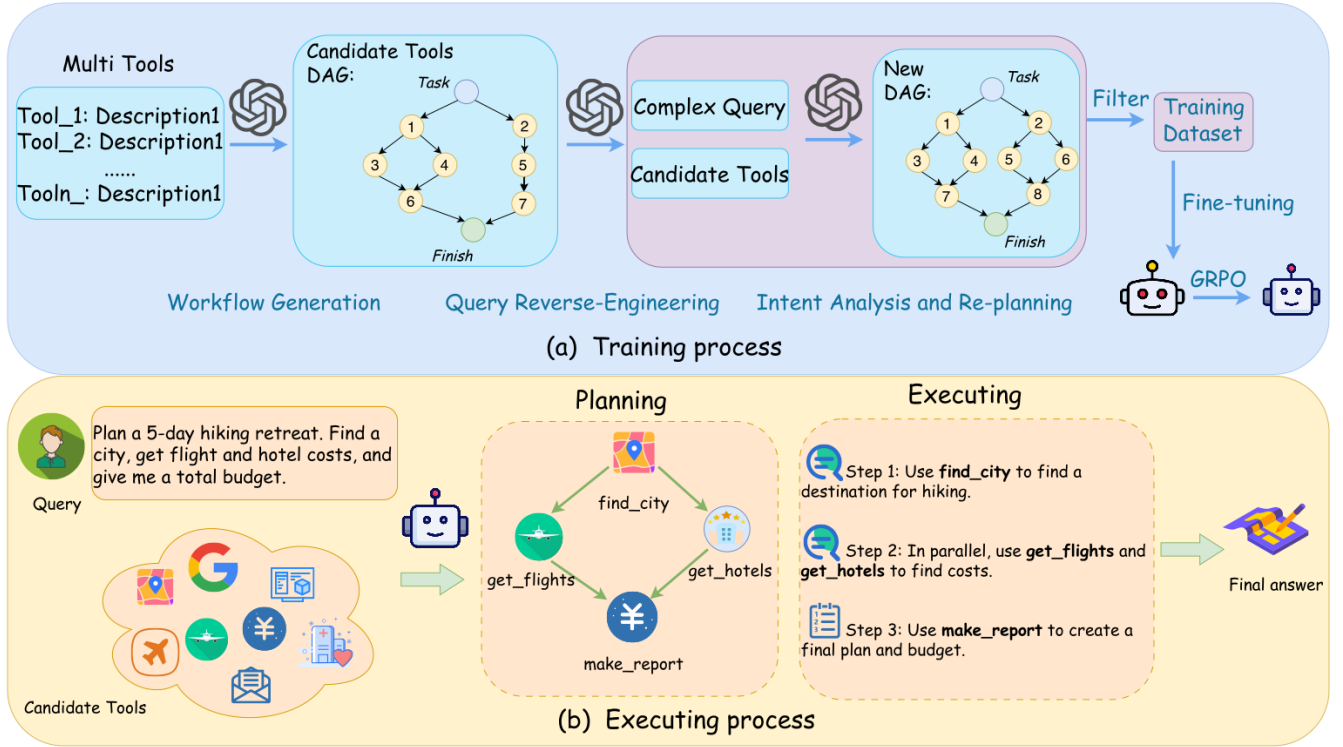 Multi Tools
Tool_1: Description1
Tool_2: Description1
......
Tooln_: Description1
Candidate Tools
DAG:
Task
1
2
3
4
5
6
7
Finish
Complex Query
Candidate Tools
New
DAG:
Task
1
2
3
4
5
6
7
8
Finish
Filter
Training
Dataset
Fine-tuning
GRPO
Workflow Generation
Query Reverse-Engineering
Intent Analysis and Re-planning
(a) Training process
Query
Plan a 5-day hiking retreat. Find a
city, get flight and hotel costs, and
give me a total budget.
Candidate Tools
Planning
find_city
get_flights
get_hotels
¥
make_report
Executing
Step 1: Use find_city to find a
destination for hiking.
Step 2: In parallel, use get_flights and
get_hotels to find costs.
1
2
3
Step 3: Use make_report to create a
final plan and budget.
Final answer
G
¥
(b) Executing process